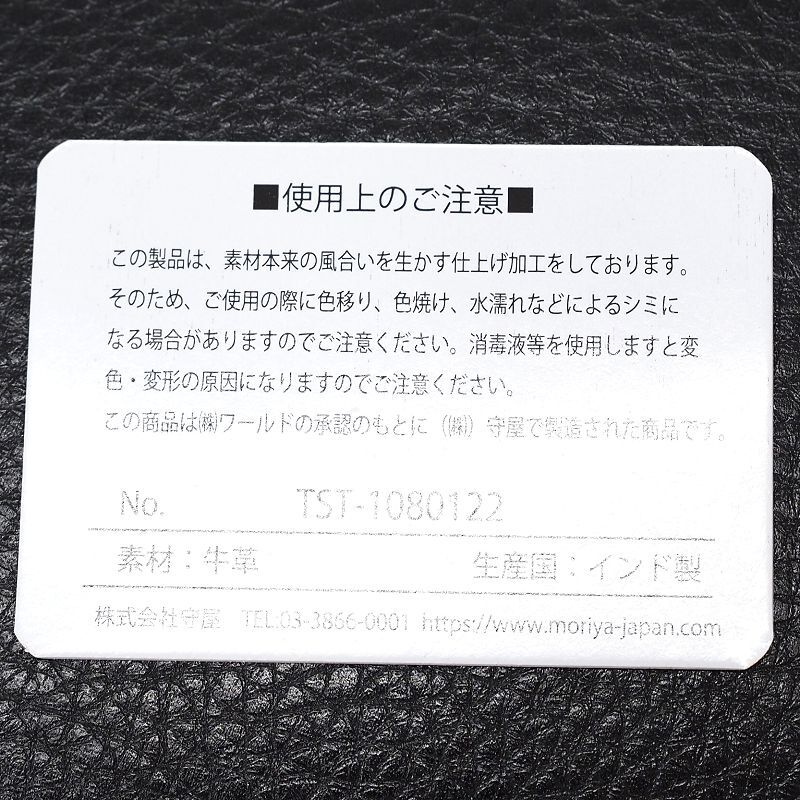 ■使用上のご注意■
この製品は、素材本来の風合いを生かす仕上げ加工をしております。
そのため、ご使用の際に色移り、色焼け、水濡れなどによるシミに
なる場合がありますのでご注意ください。消毒液等を使用しますと変
色・変形の原因になりますのでご注意ください。
この商品は㈱ワールドの承認のもとに（㈱）守屋で製造された商品です。
No. TST-1080122
素材：牛革 生産国：インド製
株式会社守屋 TEL:03-3866-0001 https://www.moriya-japan.com